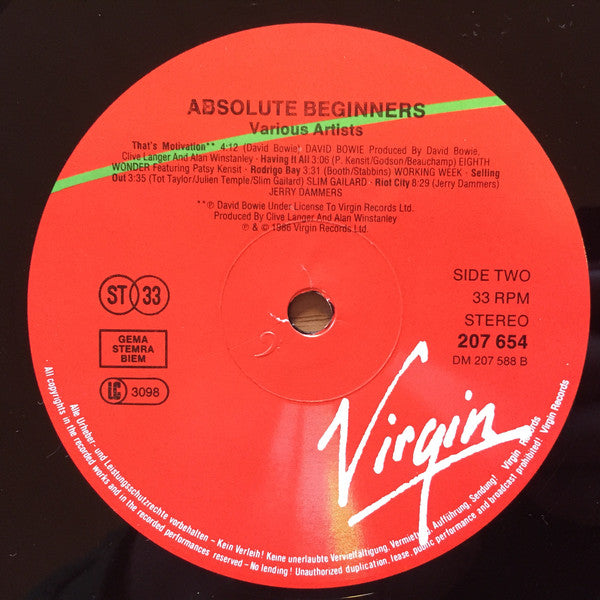 ABSOLUTE BEGINNERS
Various Artists
That's Motivation** 4:12 (David Bowie) DAVID BOWIE Produced By David Bowie,
Clive Langer And Alan Winstanley · Having It All 3:06 (P. Kensit/Godson/Beauchamp) EIGHTH
WONDER Featuring Patsy Kensit · Rodrigo Bay 3:31 (Booth/Stabbins) WORKING WEEK · Selling
Out 3:35 (Tot Taylor/Julien Temple/Slim Gailard) SLIM GAILARD · Riot City 8:29 (Jerry Dammers)
JERRY DAMMERS
**℗ David Bowie Under License To Virgin Records Ltd.
Produced By Clive Langer And Alan Winstanley
℗ & © 1986 Virgin Records Ltd.
ST 33
GEMA
STEMRA
BIEM
LC 3098
SIDE TWO
33 RPM
STEREO
207 654
DM 207 588 B
Virgin
Alle Urheber- und Leistungsschutzrechte vorbehalten – Kein Verleih! Keine unerlaubte Vervielfältigung, Vermietung, Aufführung, Sendung! Virgin Records
All copyrights in the recorded works and in the recorded performances reserved – No lending! Unauthorized duplication, lease, public performance and broadcast prohibited! Virgin Records